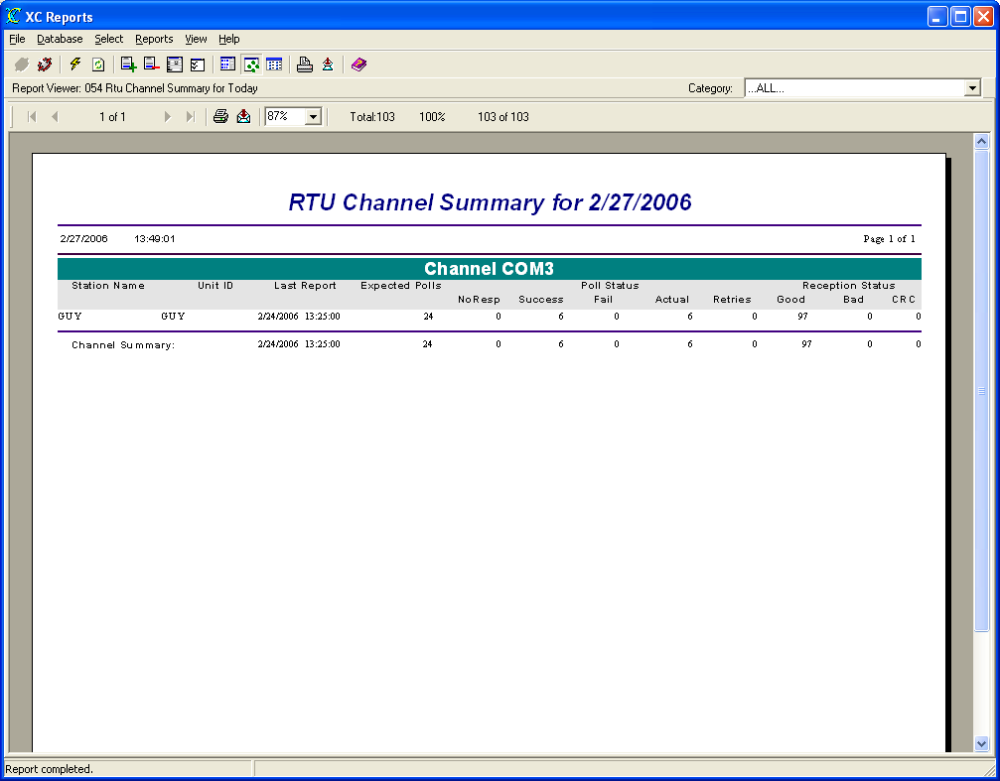 XC Reports
File Database Select Reports View Help
Report Viewer: 054 Rtu Channel Summary for Today Category: ...ALL...
1 of 1 87% Total:103 100% 103 of 103
RTU Channel Summary for 2/27/2006
2/27/2006 13:49:01 Page 1 of 1
Channel COM3
Station Name Unit ID Last Report Expected Polls Poll Status Reception Status
NoResp Success Fail Actual Retries Good Bad CRC
GUY GUY 2/24/2006 13:25:00 24 0 6 0 6 0 97 0 0
Channel Summary: 2/24/2006 13:25:00 24 0 6 0 6 0 97 0 0
Report completed.